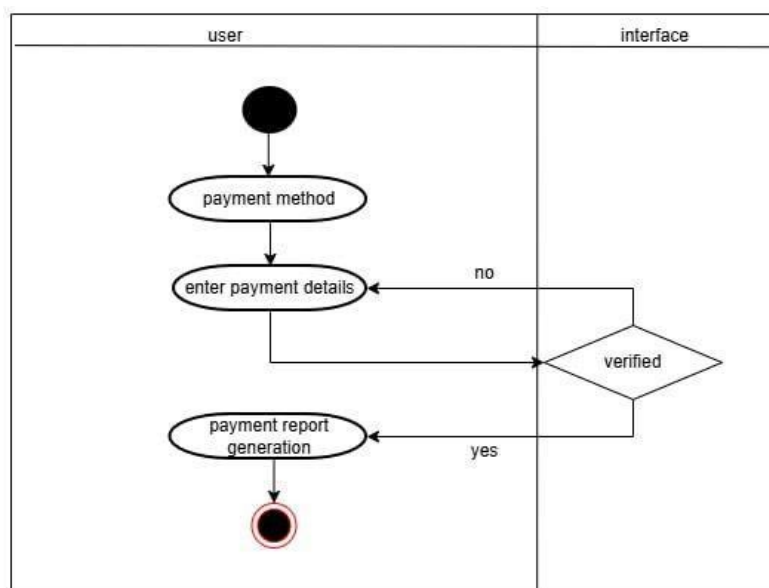 user
interface
payment method
enter payment details
no
verified
payment report
generation
yes